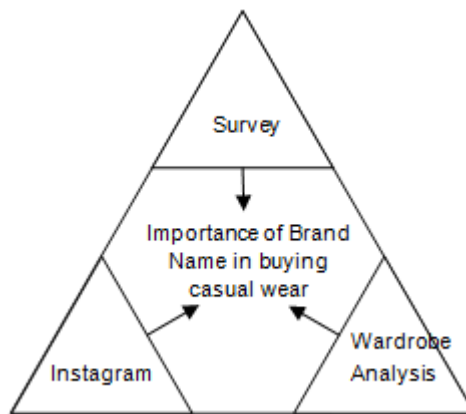 Survey
Importance of Brand
Name in buying
casual wear
Instagram
Wardrobe
Analysis